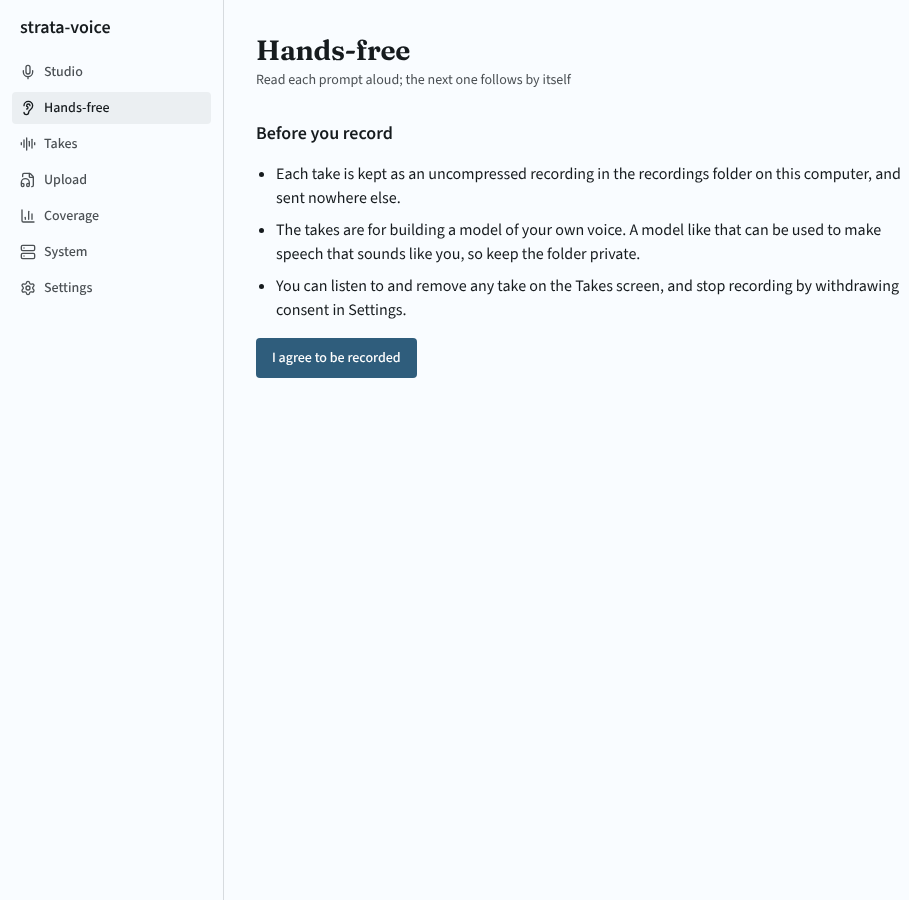 strata-voice
Studio
Hands-free
Takes
Upload
Coverage
System
Settings
Hands-free
Read each prompt aloud; the next one follows by itself
Before you record
Each take is kept as an uncompressed recording in the recordings folder on this computer, and
sent nowhere else.
The takes are for building a model of your own voice. A model like that can be used to make
speech that sounds like you, so keep the folder private.
You can listen to and remove any take on the Takes screen, and stop recording by withdrawing
consent in Settings.
I agree to be recorded